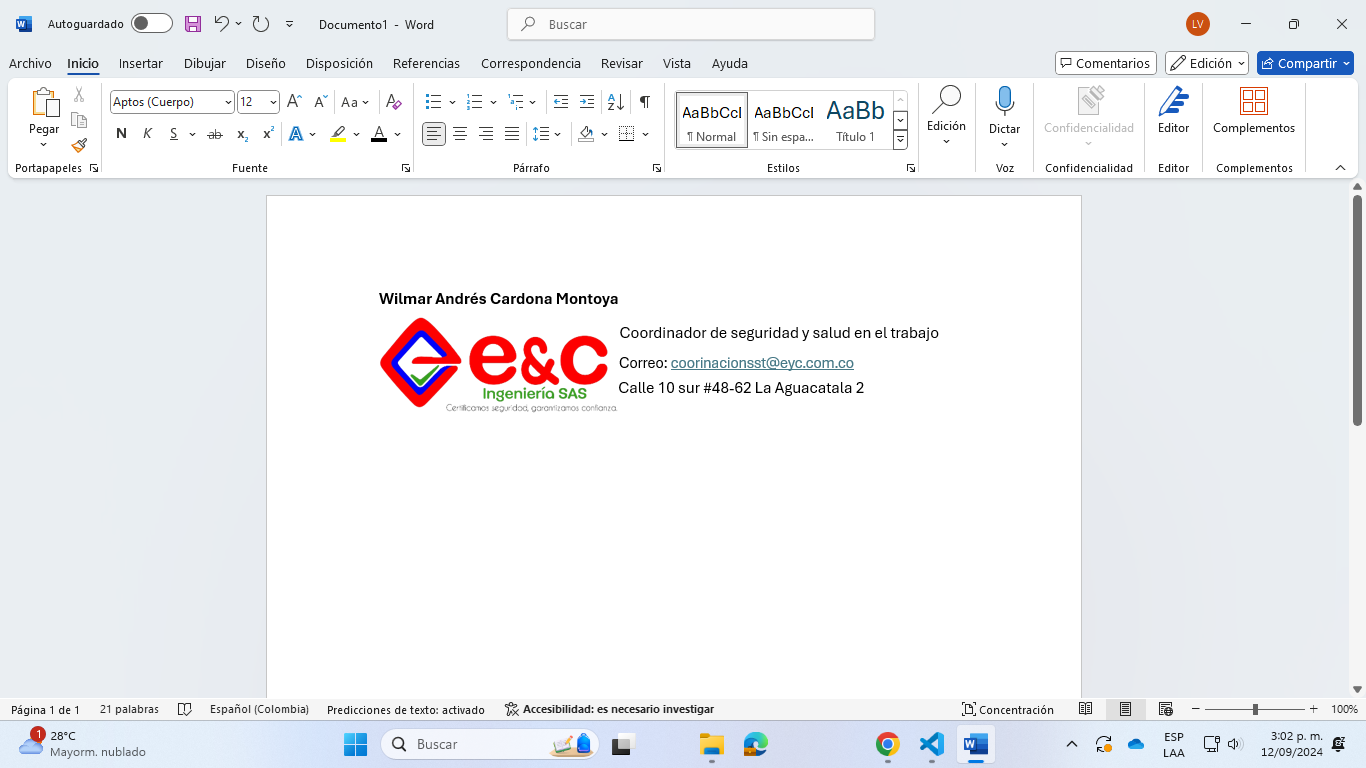 Autoguardado
Documento1 - Word
Buscar
LV
Archivo Inicio Insertar Dibujar Diseño Disposición Referencias Correspondencia Revisar Vista Ayuda
Comentarios Edición Compartir
Pegar
Portapapeles
Aptos (Cuerpo) 12
Fuente
Párrafo
AaBbCcI AaBbCcI AaBb
¶ Normal ¶ Sin espa... Título 1
Estilos
Edición
Dictar
Voz
Confidencialidad
Confidencialidad
Editor
Editor
Complementos
Complementos
Wilmar Andrés Cardona Montoya
e&c
Ingeniería SAS
Certificamos seguridad, garantizamos confianza.
Coordinador de seguridad y salud en el trabajo
Correo: coorinacionsst@eyc.com.co
Calle 10 sur #48-62 La Aguacatala 2
Página 1 de 1 21 palabras Español (Colombia) Predicciones de texto: activado Accesibilidad: es necesario investigar Concentración 100%
1
28°C
Mayorm. nublado
Buscar
ESP
LAA
3:02 p. m.
12/09/2024